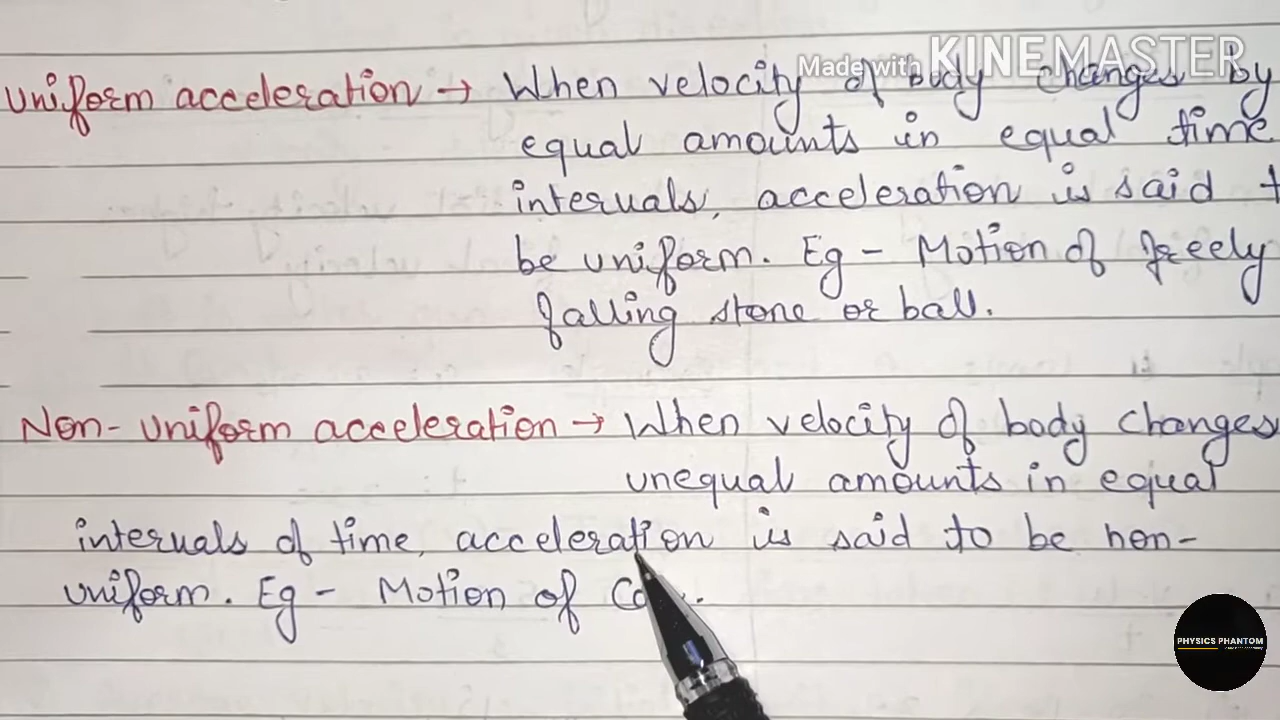 Made with KINEMASTER
Uniform acceleration → When velocity of body changes by
equal amounts in equal time
intervals, acceleration is said t
be uniform. Eg - Motion of freely
falling stone or ball.
Non-uniform acceleration → When velocity of body changes
unequal amounts in equal
intervals of time, acceleration is said to be non-
uniform. Eg - Motion of
PHYSICS PHANTOM